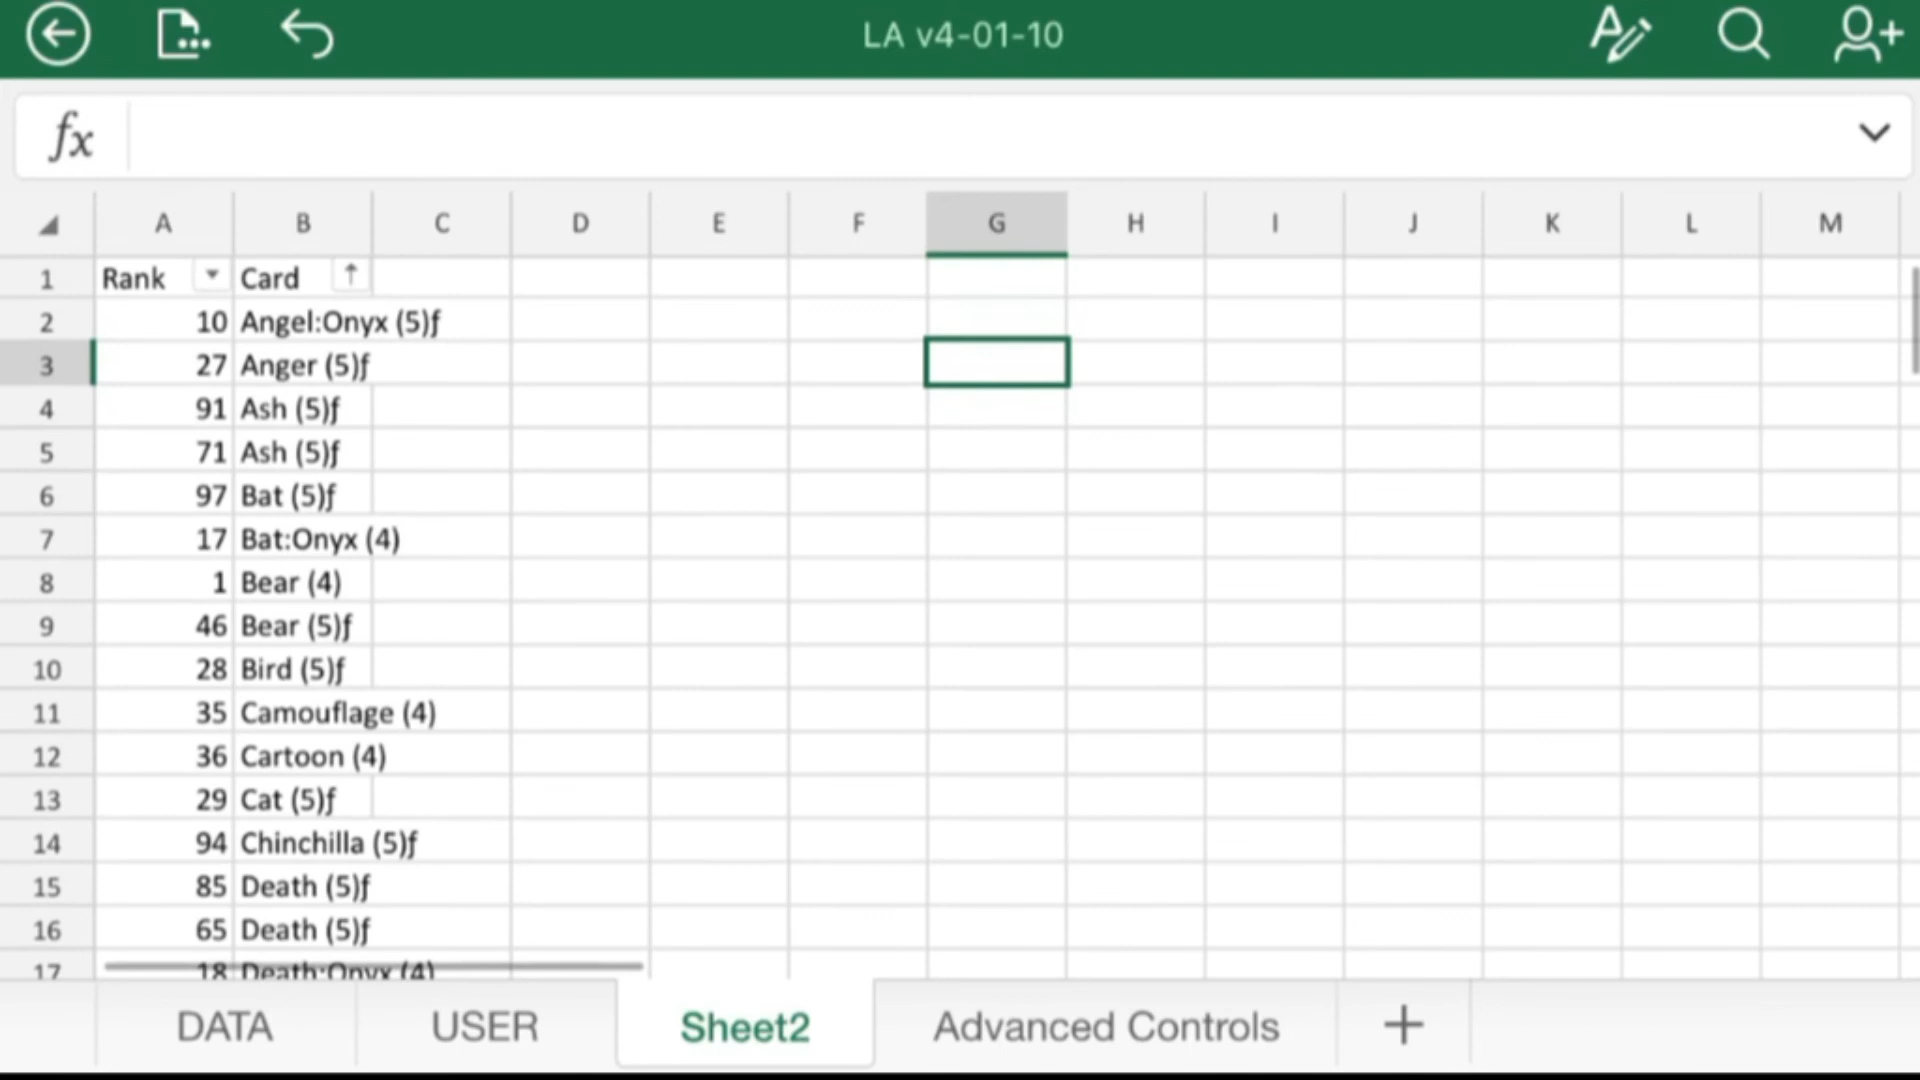 LA v4-01-10
fx
A B C D E F G H I J K L M
1 Rank Card
2 10 Angel:Onyx (5)ƒ
3 27 Anger (5)ƒ
4 91 Ash (5)ƒ
5 71 Ash (5)ƒ
6 97 Bat (5)ƒ
7 17 Bat:Onyx (4)
8 1 Bear (4)
9 46 Bear (5)ƒ
10 28 Bird (5)ƒ
11 35 Camouflage (4)
12 36 Cartoon (4)
13 29 Cat (5)ƒ
14 94 Chinchilla (5)ƒ
15 85 Death (5)ƒ
16 65 Death (5)ƒ
17 18 Death:Onyx (4)
DATA USER Sheet2 Advanced Controls +